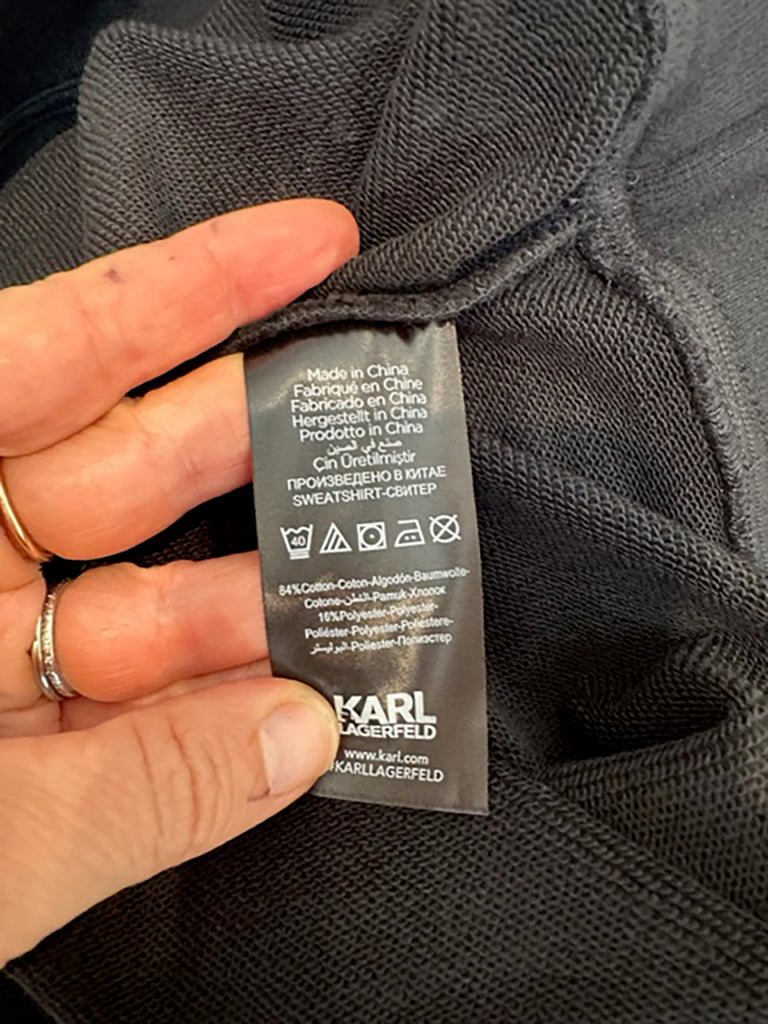 Made in China
Fabriqué en Chine
Fabricado en China
Hergestellt in China
Prodotto in China
صنع في الصين
Çin Üretilmiştir
ПРОИЗВЕДЕНО В КИТАЕ
SWEATSHIRT-СВИТЕР
40
84%Cotton-Coton-Algodón-Baumwolle-
Cotone-القطن-Pamuk-Хлопок
16%Polyester-Polyester-
Poliéster-Polyester-Poliéstere-
البوليستر-Poliester-Полиэстер
KARL
LAGERFELD
www.karl.com
#KARLLAGERFELD